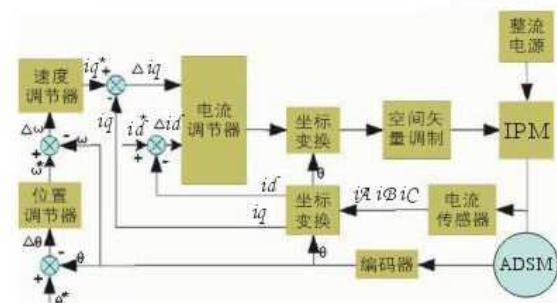 整流
电源
速度
调节器
iq*
Δiq
iq
id*
Δid
电流
调节器
坐标
变换
空间矢
量调制
IPM
Δω
ω
ω*
θ
位置
调节器
id
iq
坐标
变换
iA iB iC
电流
传感器
Δθ
θ
θ
编码器
ADSM
θ*